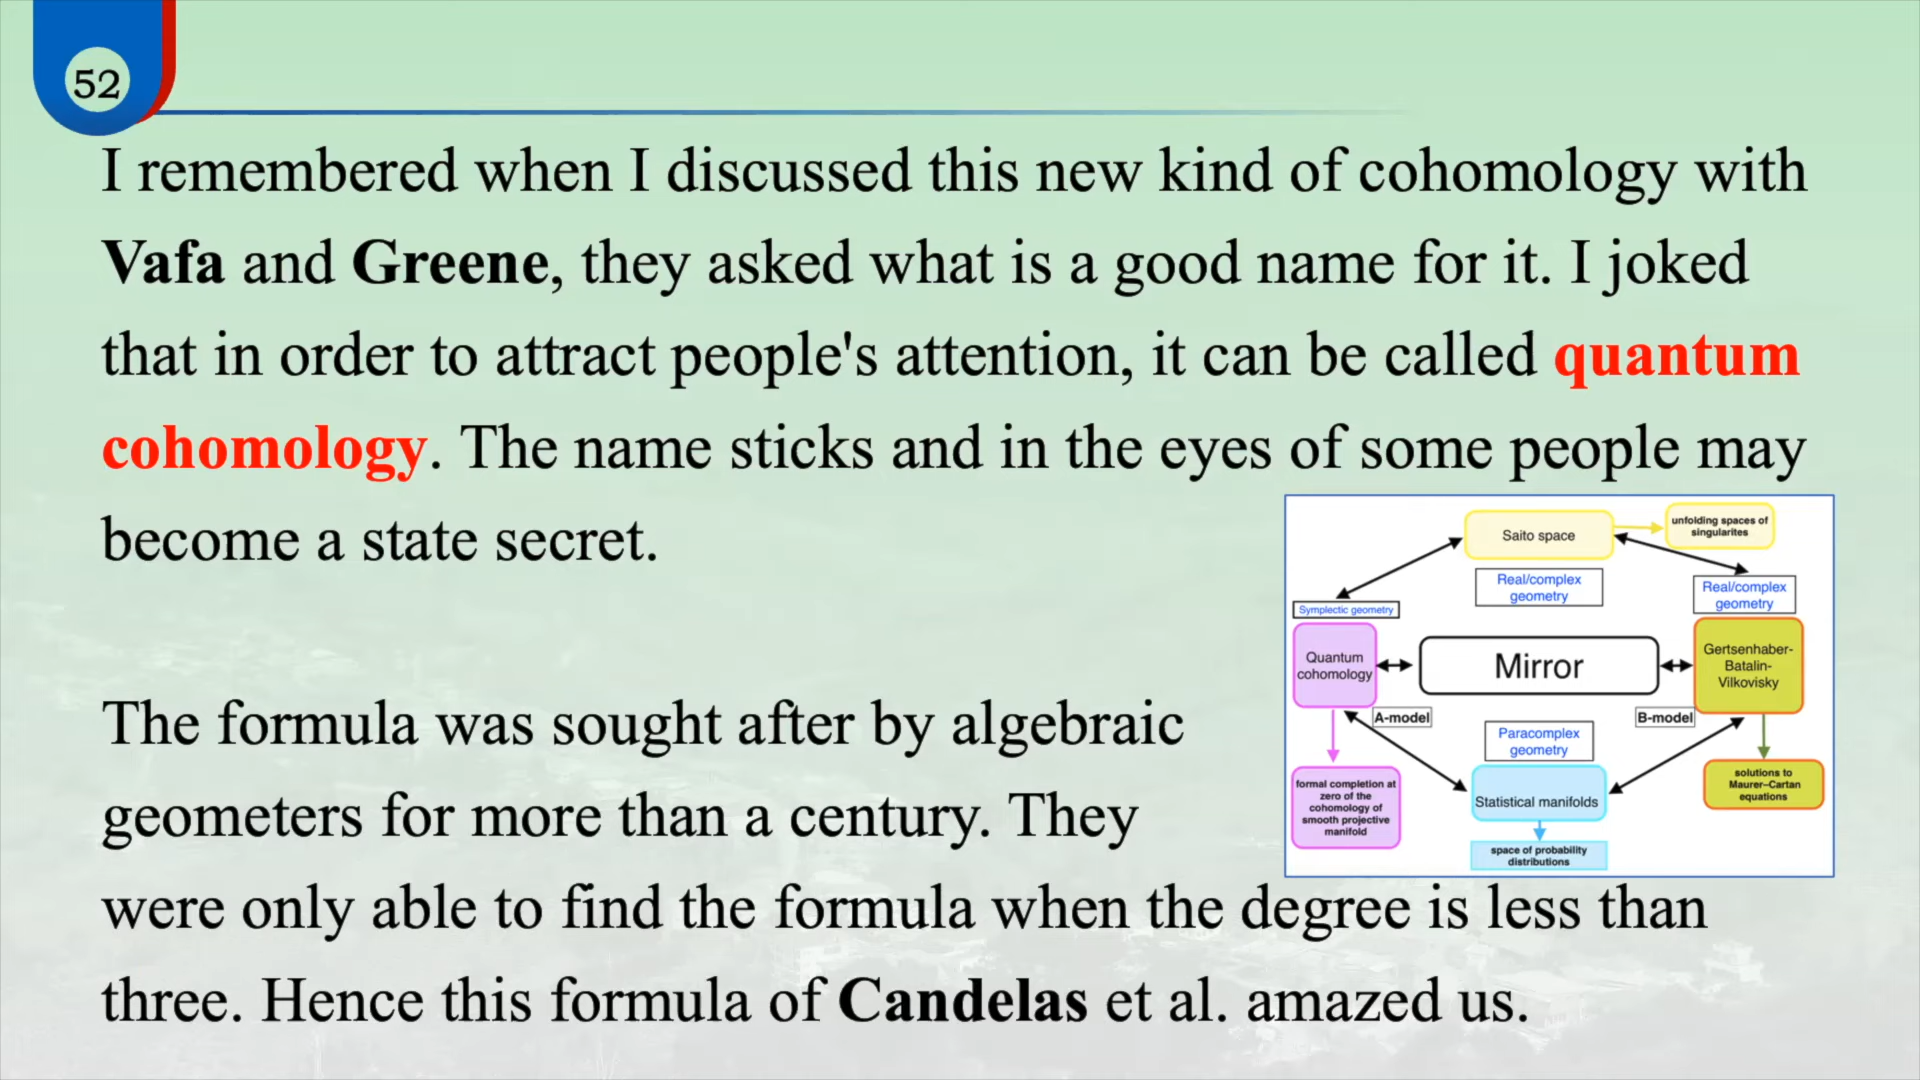 52
I remembered when I discussed this new kind of cohomology with
Vafa and Greene, they asked what is a good name for it. I joked
that in order to attract people's attention, it can be called quantum
cohomology. The name sticks and in the eyes of some people may
become a state secret.
The formula was sought after by algebraic
geometers for more than a century. They
were only able to find the formula when the degree is less than
three. Hence this formula of Candelas et al. amazed us.
Saito space
unfolding spaces of
singularites
Real/complex
geometry
Real/complex
geometry
Symplectic geometry
Quantum
cohomology
Mirror
Gertsenhaber-
Batalin-
Vilkovisky
A-model
B-model
Paracomplex
geometry
formal completion at
zero of the
cohomology of
smooth projective
manifold
Statistical manifolds
solutions to
Maurer–Cartan
equations
space of probability
distributions